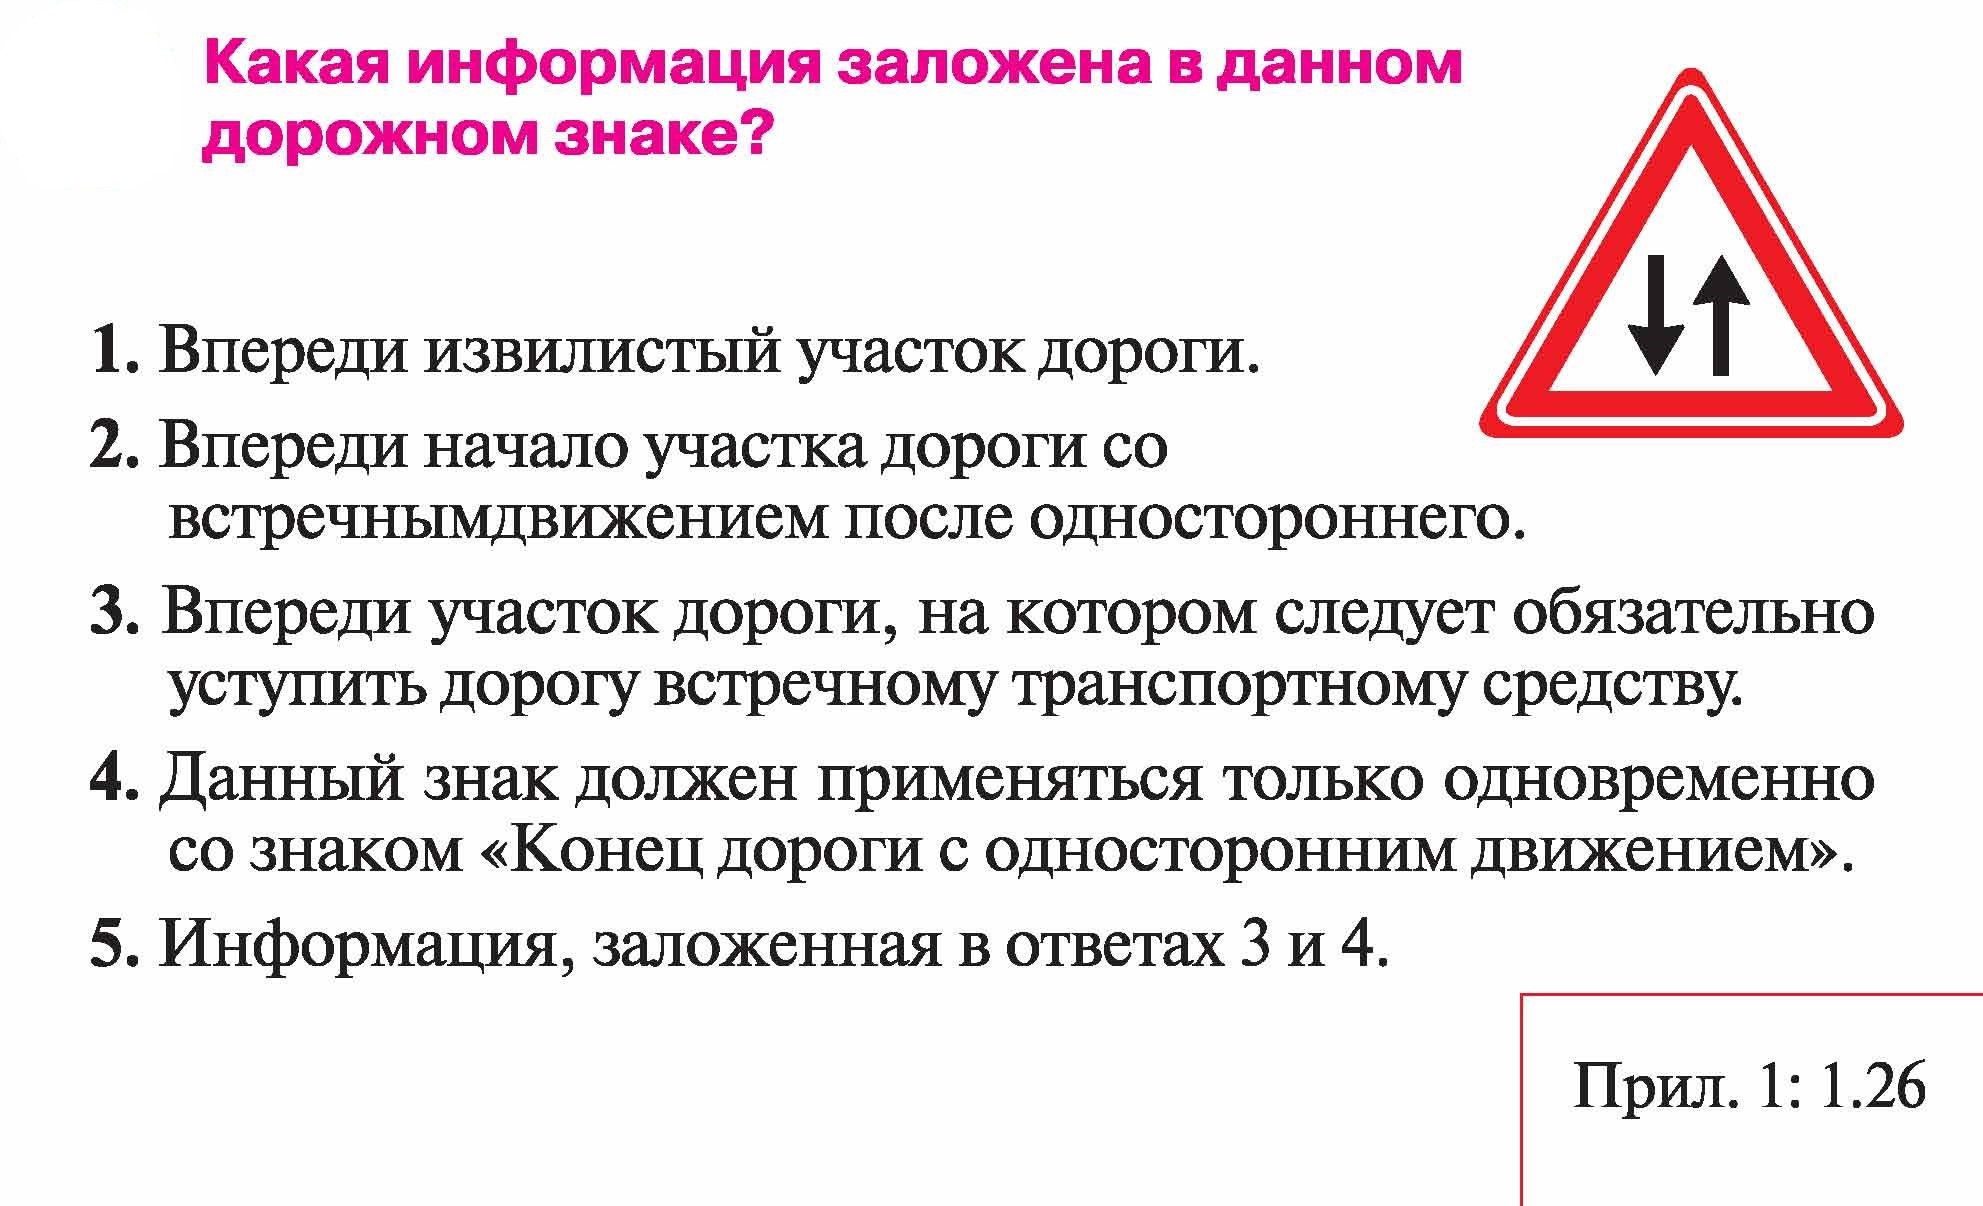 Какая информация заложена в данном
дорожном знаке?
1. Впереди извилистый участок дороги.
2. Впереди начало участка дороги со
встречнымдвижением после одностороннего.
3. Впереди участок дороги, на котором следует обязательно
уступить дорогу встречному транспортному средству.
4. Данный знак должен применяться только одновременно
со знаком «Конец дороги с односторонним движением».
5. Информация, заложенная в ответах 3 и 4.
Прил. 1: 1.26